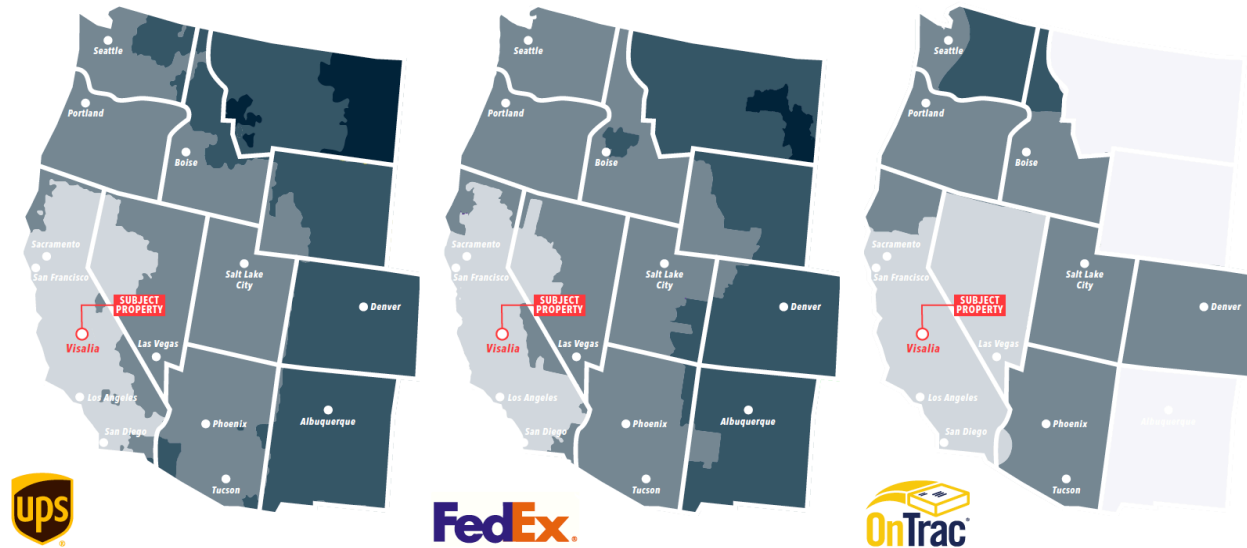 Seattle
Portland
Boise
Sacramento
San Francisco
Salt Lake
City
SUBJECT
PROPERTY
Denver
Visalia
Las Vegas
Los Angeles
Phoenix
Albuquerque
San Diego
Tucson
ups
Seattle
Portland
Boise
Sacramento
San Francisco
Salt Lake
City
SUBJECT
PROPERTY
Denver
Visalia
Las Vegas
Los Angeles
Phoenix
Albuquerque
San Diego
Tucson
FedEx®
Seattle
Portland
Boise
Sacramento
San Francisco
Salt Lake
City
SUBJECT
PROPERTY
Denver
Visalia
Las Vegas
Los Angeles
Phoenix
Albuquerque
San Diego
Tucson
OnTrac®